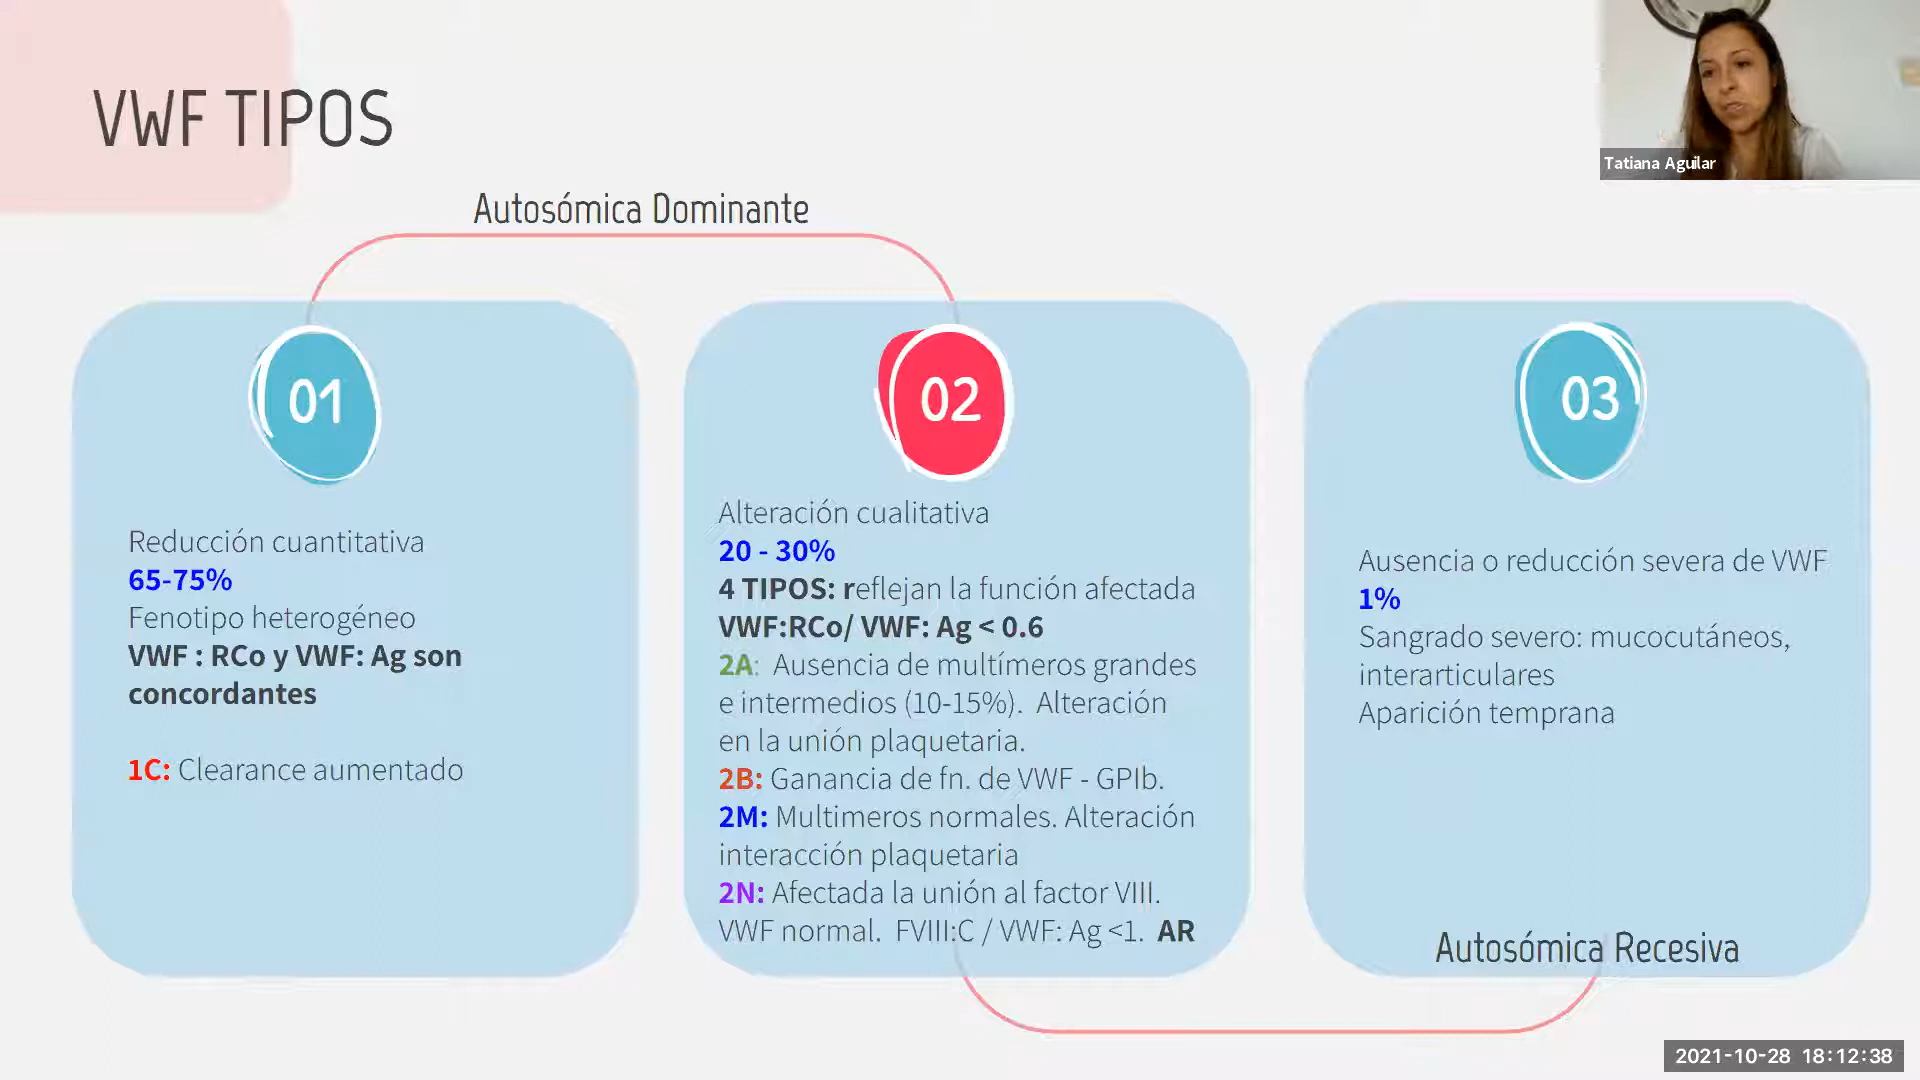 VWF TIPOS
Tatiana Aguilar
Autosómica Dominante
01
Reducción cuantitativa
65-75%
Fenotipo heterogéneo
VWF : RCo y VWF: Ag son
concordantes
1C: Clearance aumentado
02
Alteración cualitativa
20 - 30%
4 TIPOS: reflejan la función afectada
VWF:RCo/ VWF: Ag < 0.6
2A:  Ausencia de multímeros grandes
e intermedios (10-15%).  Alteración
en la unión plaquetaria.
2B: Ganancia de fn. de VWF - GPIb.
2M: Multimeros normales. Alteración
interacción plaquetaria
2N: Afectada la unión al factor VIII.
VWF normal.  FVIII:C / VWF: Ag <1.  AR
03
Ausencia o reducción severa de VWF
1%
Sangrado severo: mucocutáneos,
interarticulares
Aparición temprana
Autosómica Recesiva
2021-10-28 18:12:38